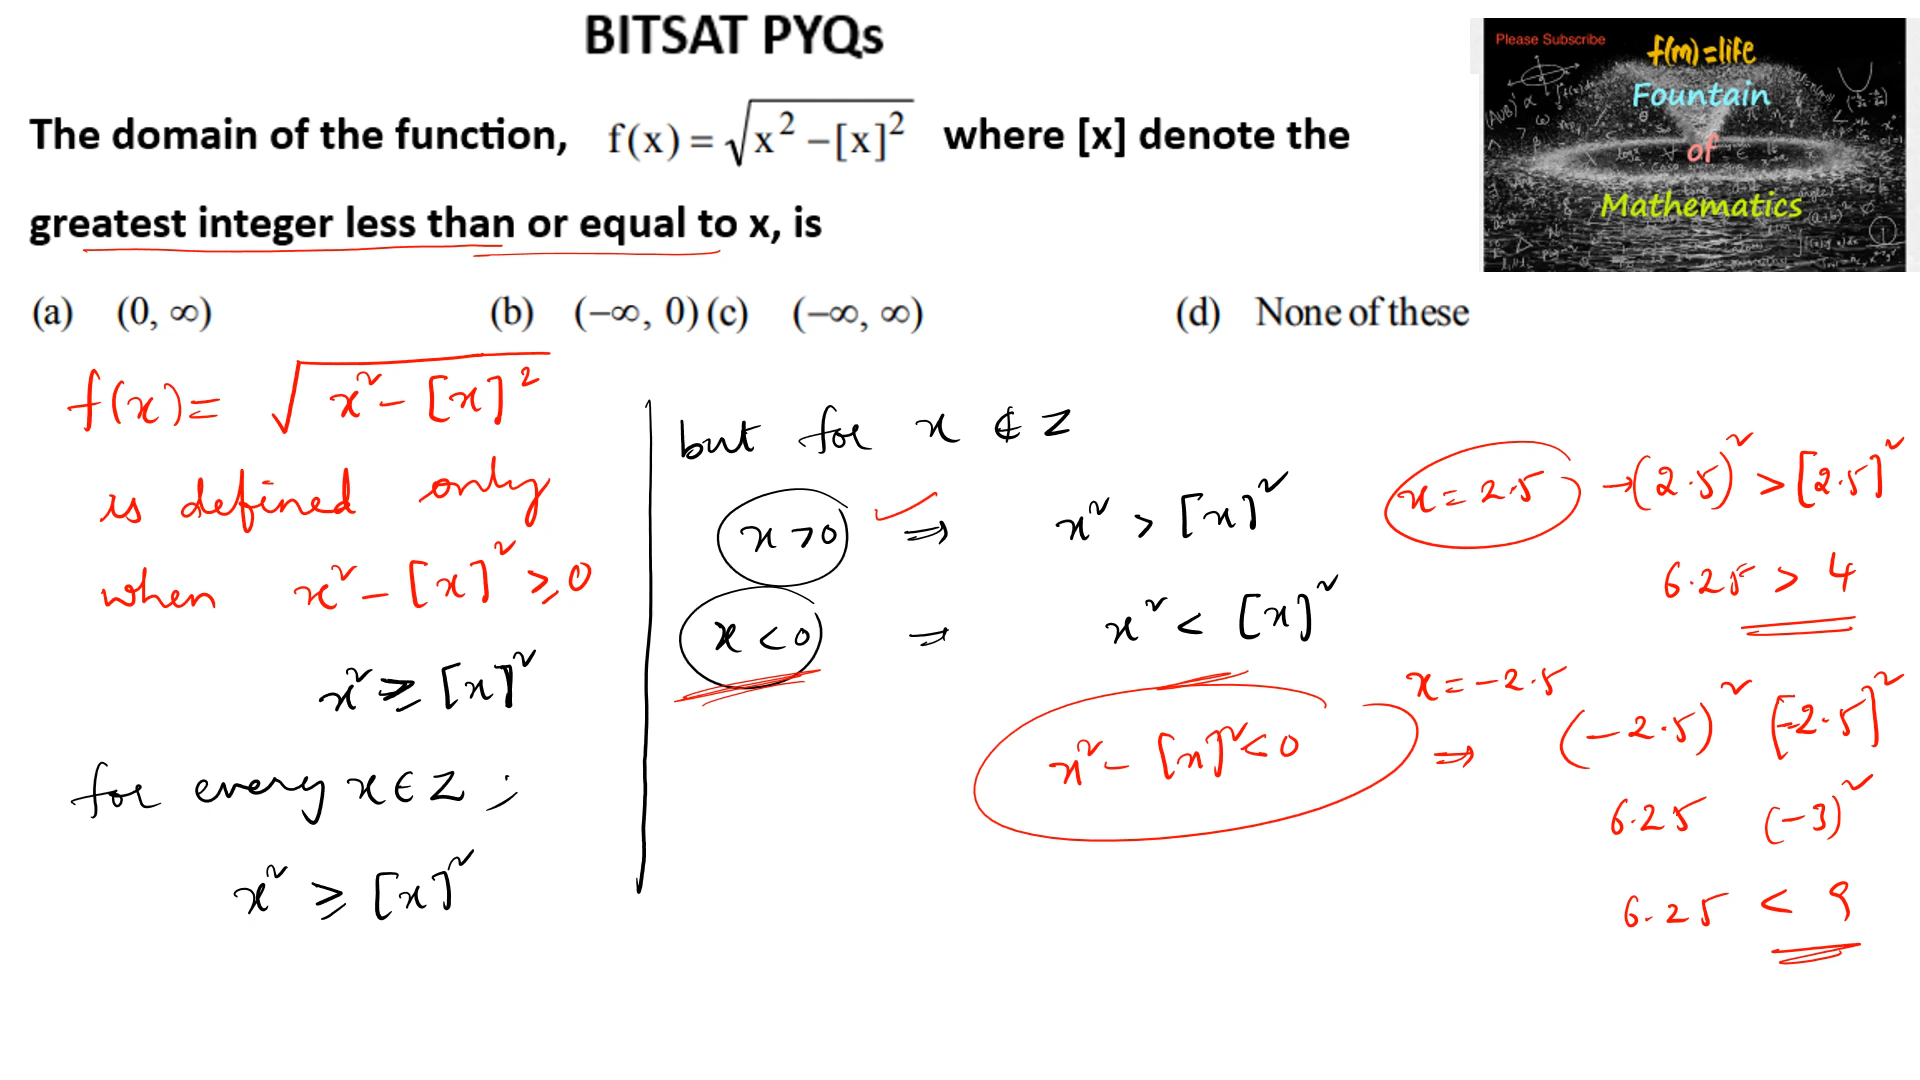 BITSAT PYQs
Please Subscribe
f(m)=life
Fountain
of
Mathematics
The domain of the function, f(x) = √(x² – [x]²) where [x] denote the
greatest integer less than or equal to x, is
(a) (0, ∞) (b) (–∞, 0) (c) (–∞, ∞) (d) None of these
f(x) = √(x² – [x]²)
is defined only
when x² – [x]² ≥ 0
x² ≥ [x]²
for every x ∈ Z ;
x² ≥ [x]²
but for x ∉ Z
x > 0 ⇒ x² > [x]²
x < 0 ⇒ x² < [x]²
x² – [x]² < 0
x = 2.5 → (2.5)² > [2.5]²
6.25 > 4
x = -2.5
⇒ (-2.5)² [-2.5]²
6.25 (-3)²
6.25 < 9